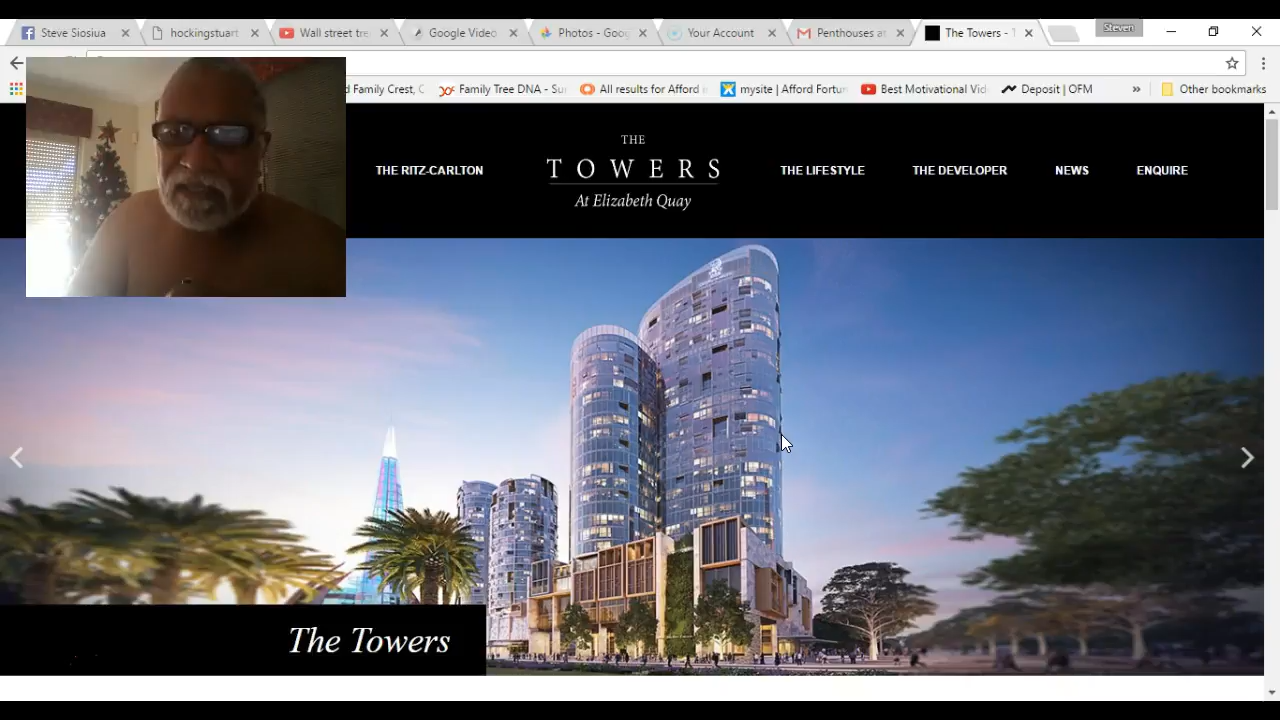 Steve Siosiua
hockingstuart
Wall street tre
Google Video
Photos - Goog
Your Account
Penthouses a
The Towers - T
Steven
d Family Crest, C
Family Tree DNA - Su
All results for Afford i
mysite | Afford Fortun
Best Motivational Vid
Deposit | OFM
»
Other bookmarks
THE RITZ-CARLTON
THE
TOWERS
At Elizabeth Quay
THE LIFESTYLE
THE DEVELOPER
NEWS
ENQUIRE
The Towers